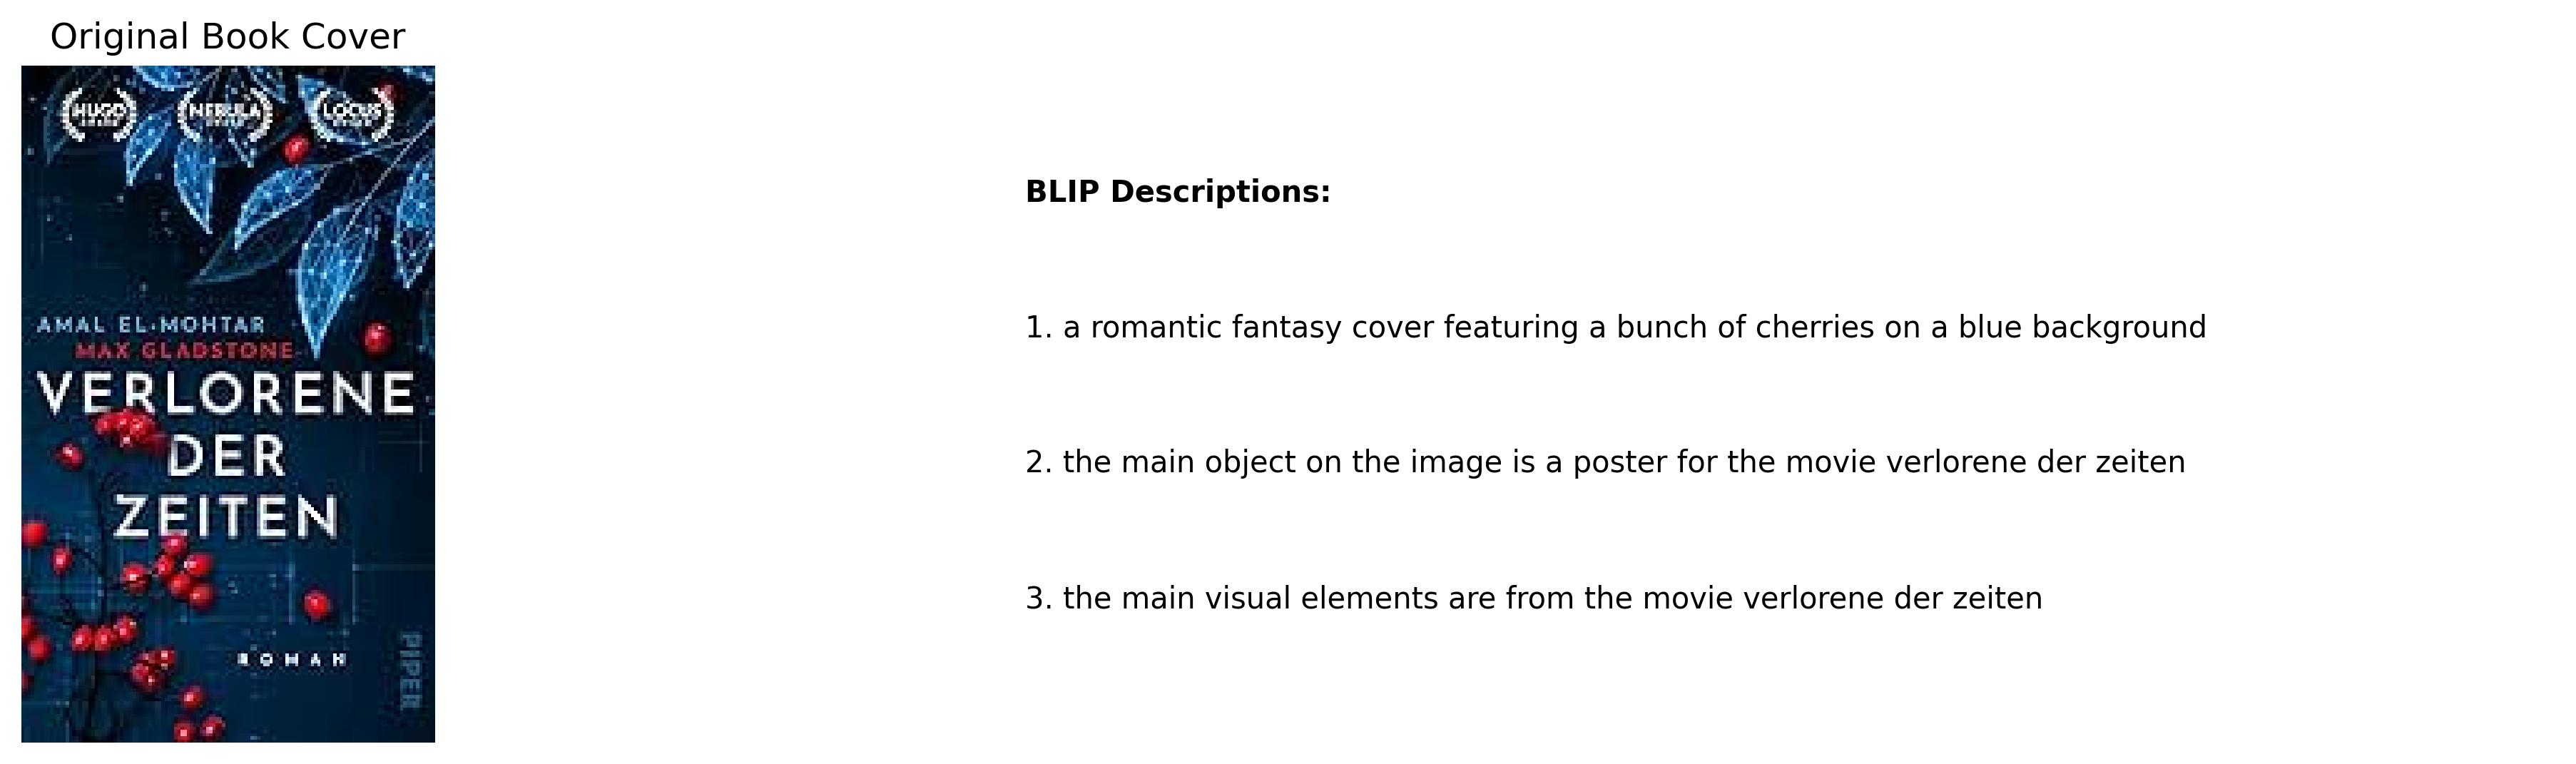 Original Book Cover
HUGO
NEBULA
LOCUS
AMAL EL-MOHTAR
MAX GLADSTONE
VERLORENE
DER
ZEITEN
ROMAN
PIPER
BLIP Descriptions:
1. a romantic fantasy cover featuring a bunch of cherries on a blue background
2. the main object on the image is a poster for the movie verlorene der zeiten
3. the main visual elements are from the movie verlorene der zeiten